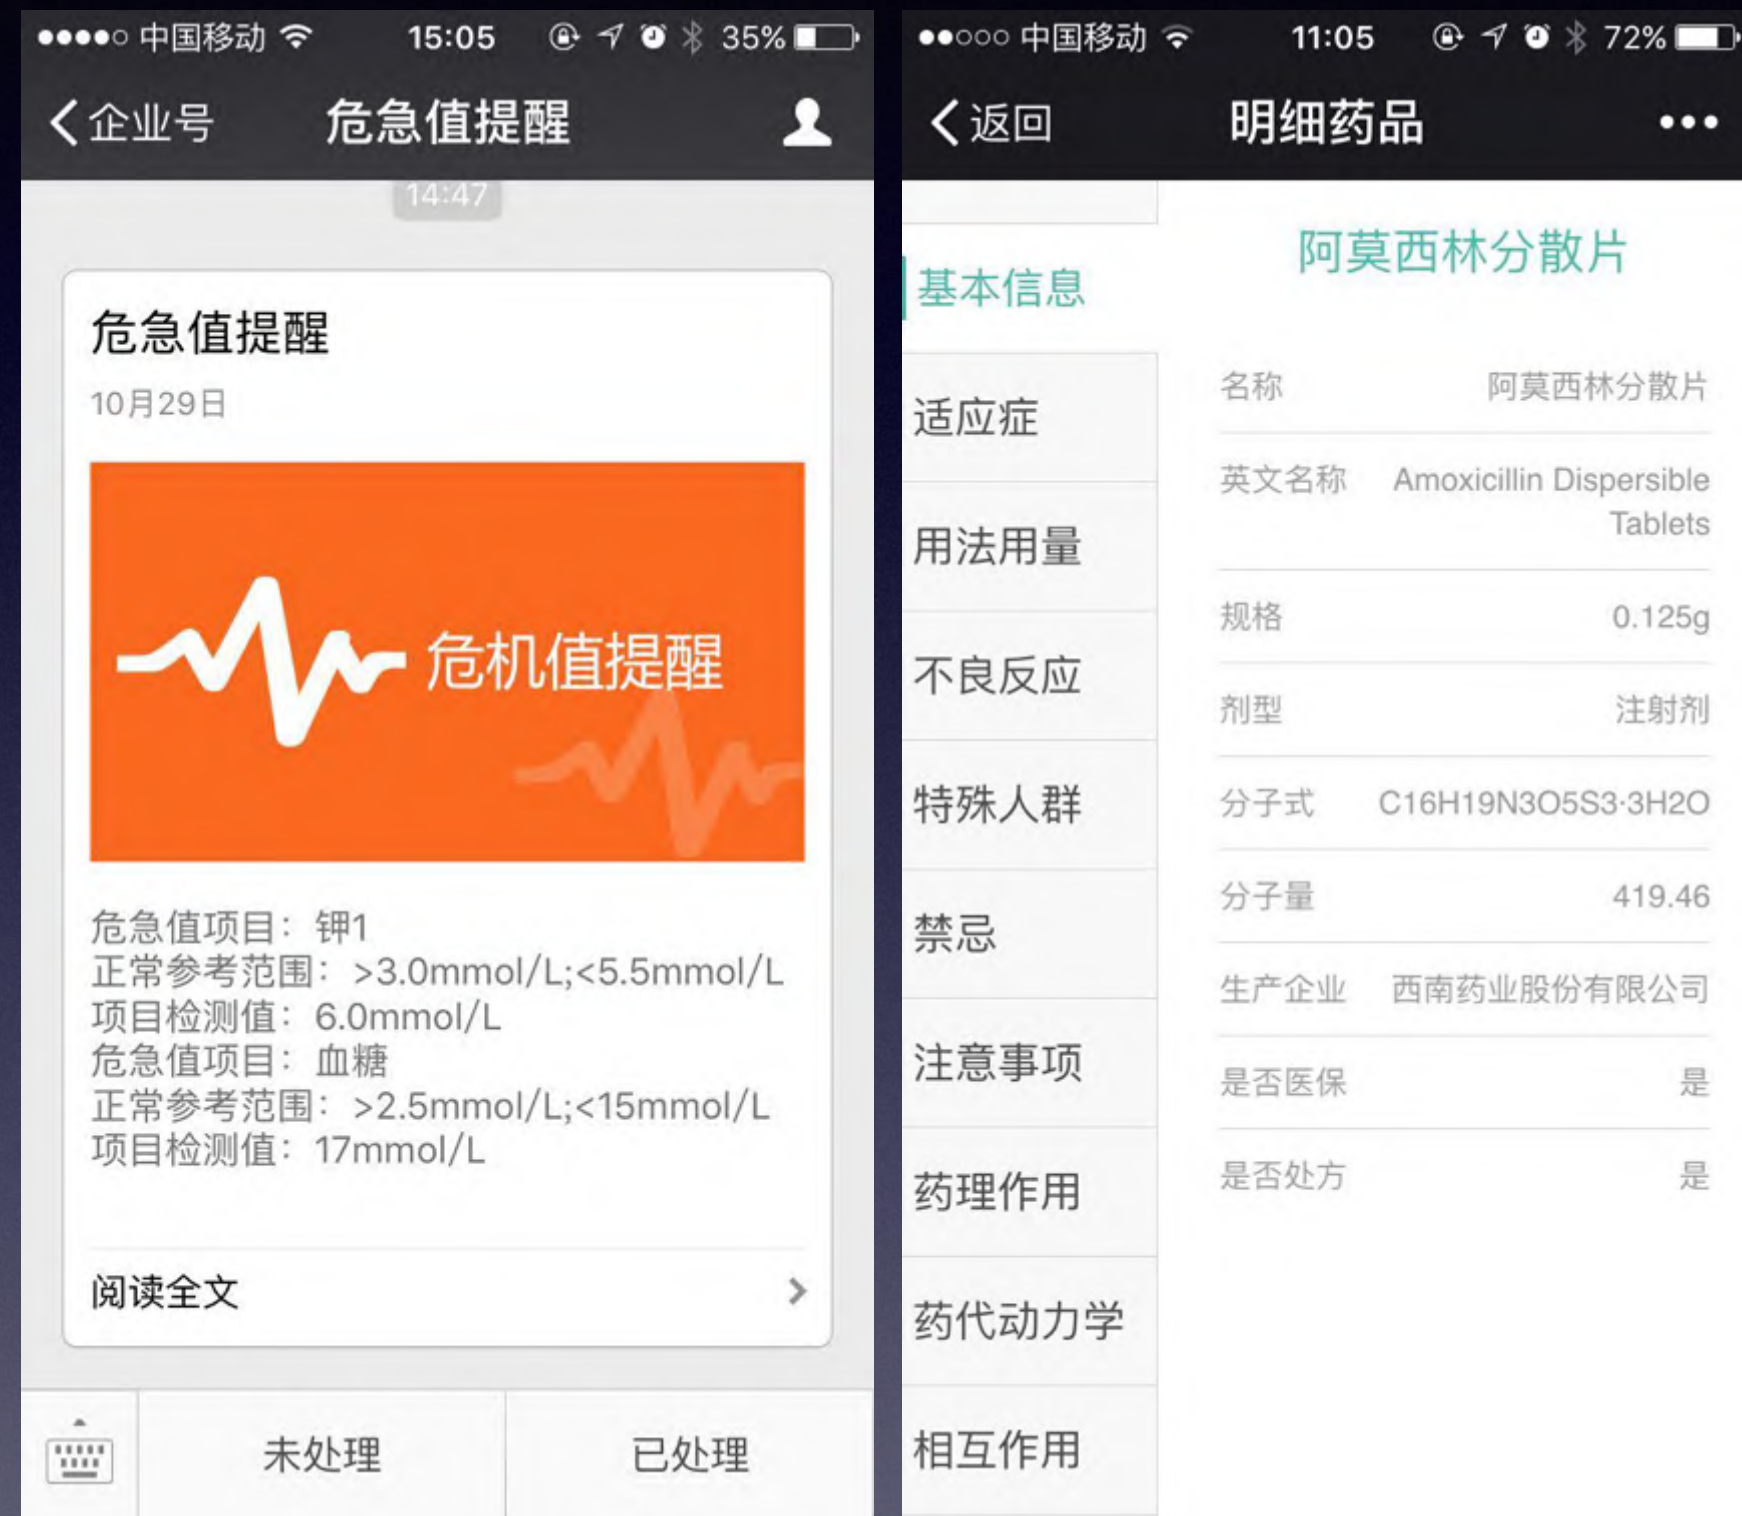 中国移动 15:05 35%
企业号 危急值提醒
14:47
危急值提醒
10月29日
危机值提醒
危急值项目：钾1
正常参考范围：>3.0mmol/L;<5.5mmol/L
项目检测值：6.0mmol/L
危急值项目：血糖
正常参考范围：>2.5mmol/L;<15mmol/L
项目检测值：17mmol/L
阅读全文
未处理 已处理
中国移动 11:05 72%
返回 明细药品
基本信息
适应症
用法用量
不良反应
特殊人群
禁忌
注意事项
药理作用
药代动力学
相互作用
阿莫西林分散片
名称 阿莫西林分散片
英文名称 Amoxicillin Dispersible
Tablets
规格 0.125g
剂型 注射剂
分子式 C16H19N3O5S3·3H2O
分子量 419.46
生产企业 西南药业股份有限公司
是否医保 是
是否处方 是